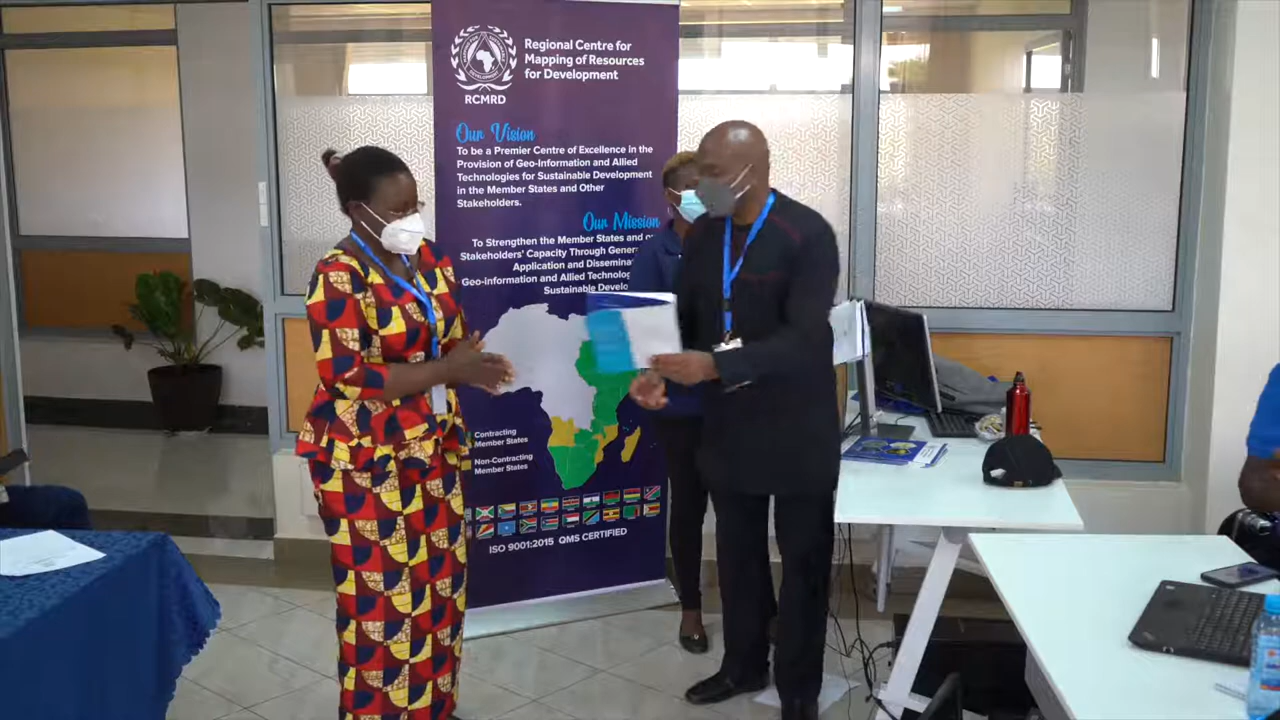 Regional Centre for
Mapping of Resources
for Development
RCMRD
Our Vision
To be a Premier Centre of Excellence in the
Provision of Geo-Information and Allied
Technologies for Sustainable Development
in the Member States and Other
Stakeholders.
Our Mission
To Strengthen the Member States and
Stakeholders' Capacity Through
Application and
Geo-information and Allied
Sustainable
Contracting
Member States
Non-Contracting
Member States
ISO 9001:2015 QMS CERTIFIED